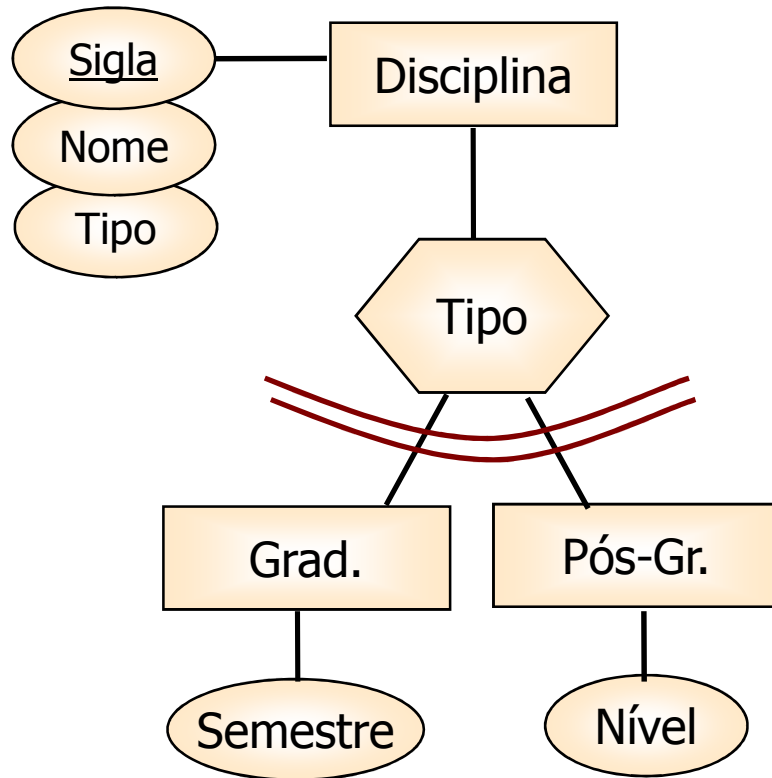 Sigla
Disciplina
Nome
Tipo
Tipo
Grad.
Pós-Gr.
Semestre
Nível